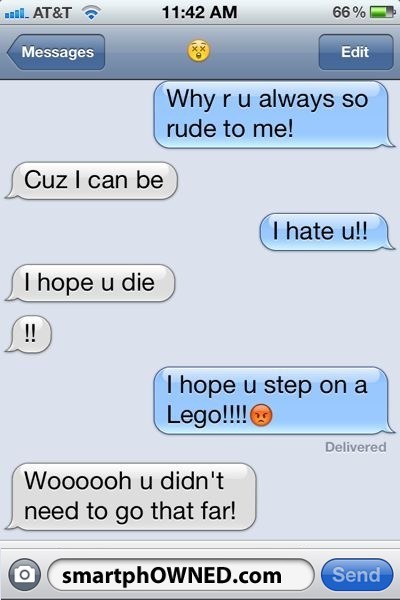 AT&T 11:42 AM 66%
Messages Edit
Why r u always so
rude to me!
Cuz I can be
I hate u!!
I hope u die
!!
I hope u step on a
Lego!!!!😡
Delivered
Woooooh u didn't
need to go that far!
smartphOWNED.com Send